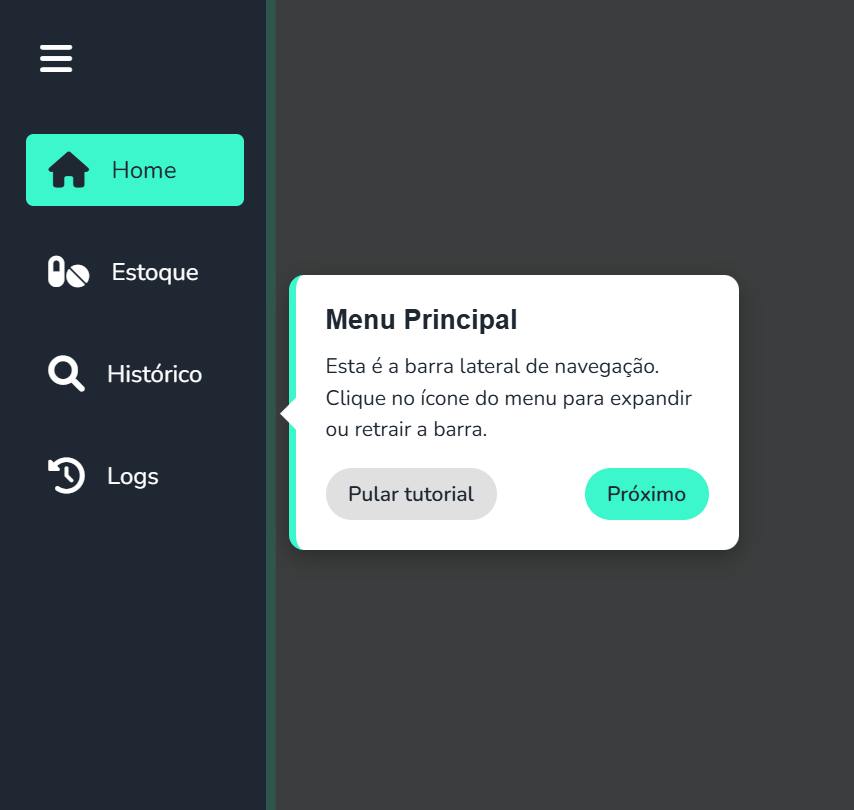 Home
Estoque
Histórico
Logs
Menu Principal
Esta é a barra lateral de navegação.
Clique no ícone do menu para expandir
ou retrair a barra.
Pular tutorial
Próximo